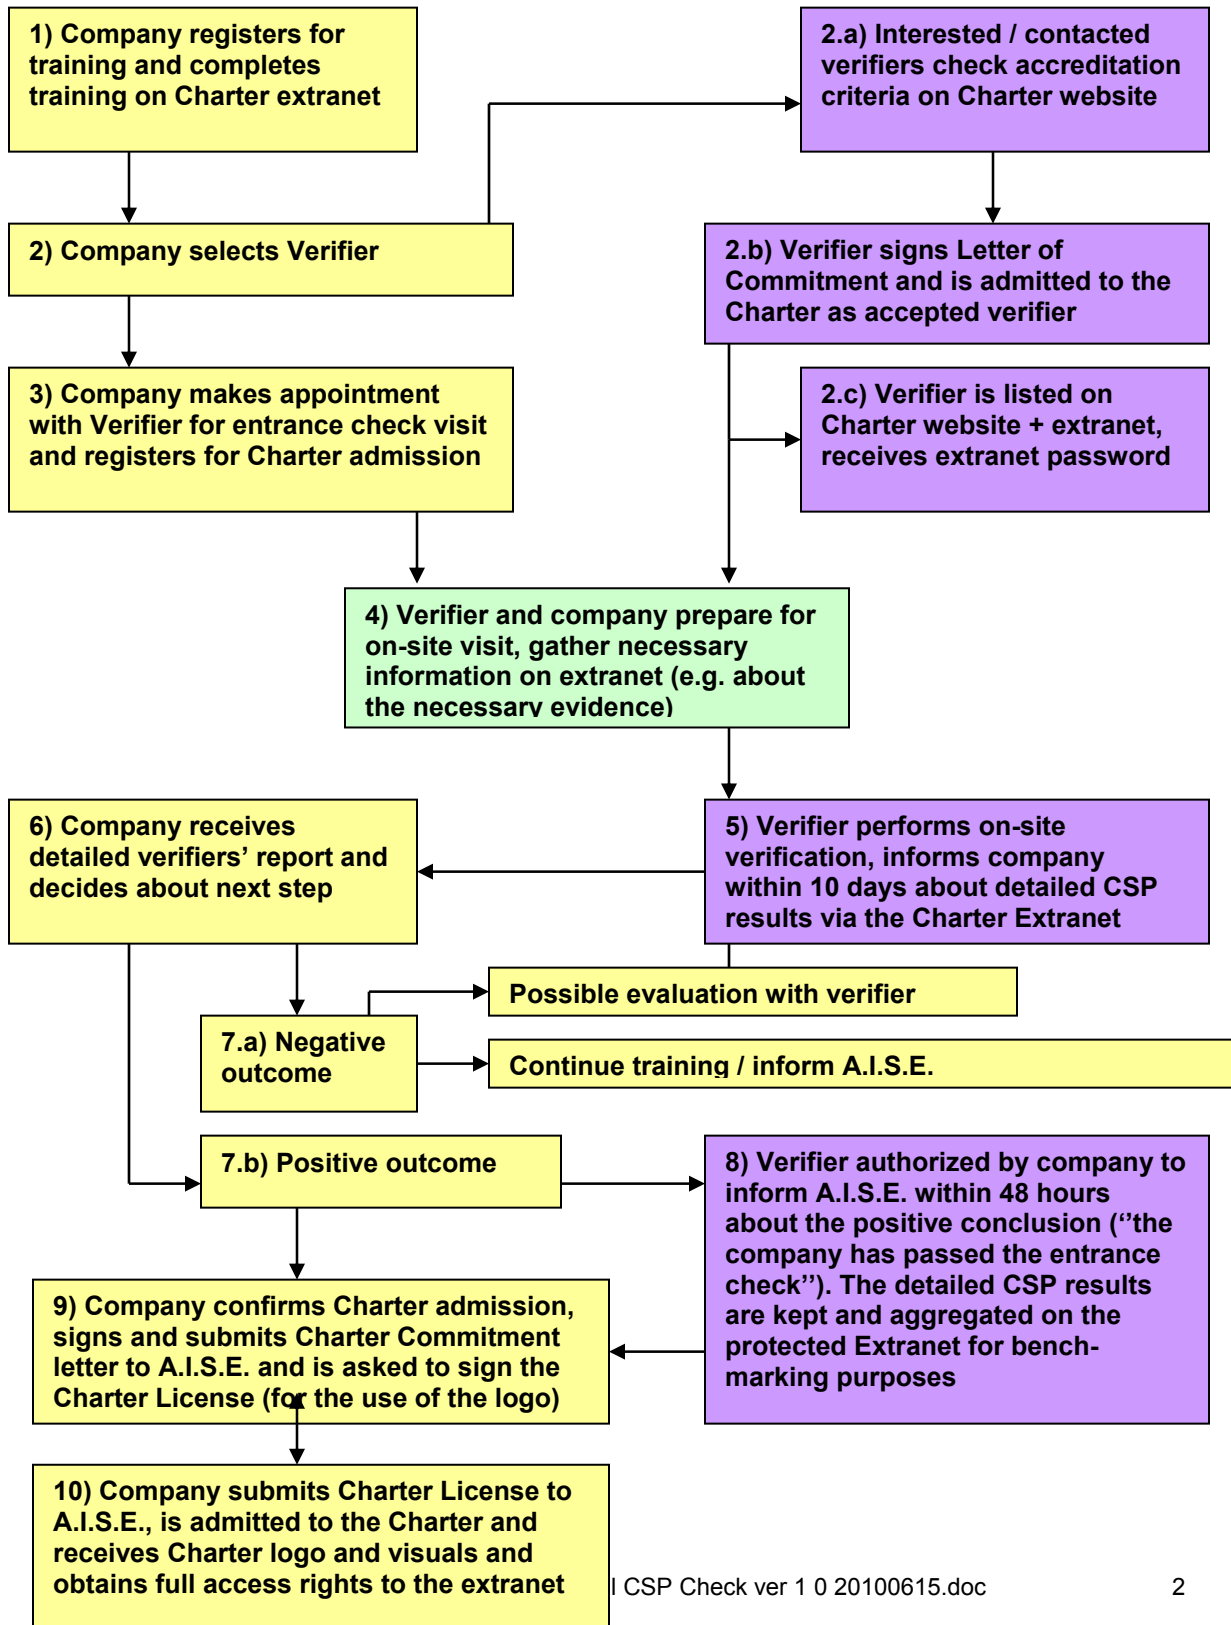 1) Company registers for
training and completes
training on Charter extranet
2.a) Interested / contacted
verifiers check accreditation
criteria on Charter website
2) Company selects Verifier
2.b) Verifier signs Letter of
Commitment and is admitted to the
Charter as accepted verifier
3) Company makes appointment
with Verifier for entrance check visit
and registers for Charter admission
2.c) Verifier is listed on
Charter website + extranet,
receives extranet password
4) Verifier and company prepare for
on-site visit, gather necessary
information on extranet (e.g. about
the necessary evidence)
6) Company receives
detailed verifiers’ report and
decides about next step
5) Verifier performs on-site
verification, informs company
within 10 days about detailed CSP
results via the Charter Extranet
Possible evaluation with verifier
7.a) Negative
outcome
Continue training / inform A.I.S.E.
7.b) Positive outcome
8) Verifier authorized by company to
inform A.I.S.E. within 48 hours
about the positive conclusion (‘’the
company has passed the entrance
check’’). The detailed CSP results
are kept and aggregated on the
protected Extranet for bench-
marking purposes
9) Company confirms Charter admission,
signs and submits Charter Commitment
letter to A.I.S.E. and is asked to sign the
Charter License (for the use of the logo)
10) Company submits Charter License to
A.I.S.E., is admitted to the Charter and
receives Charter logo and visuals and
obtains full access rights to the extranet
l CSP Check ver 1 0 20100615.doc 2